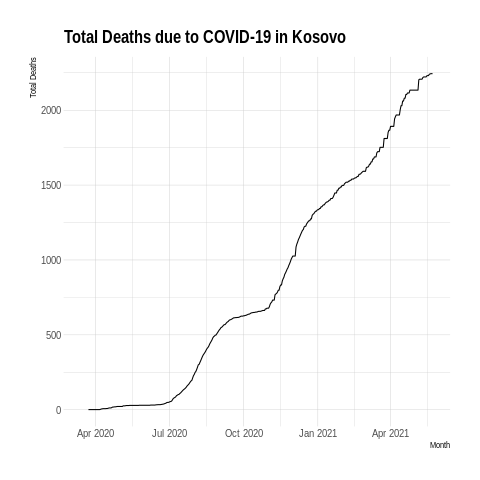 Total Deaths due to COVID-19 in Kosovo
Total Deaths
2000
1500
1000
500
0
Apr 2020 Jul 2020 Oct 2020 Jan 2021 Apr 2021
Month